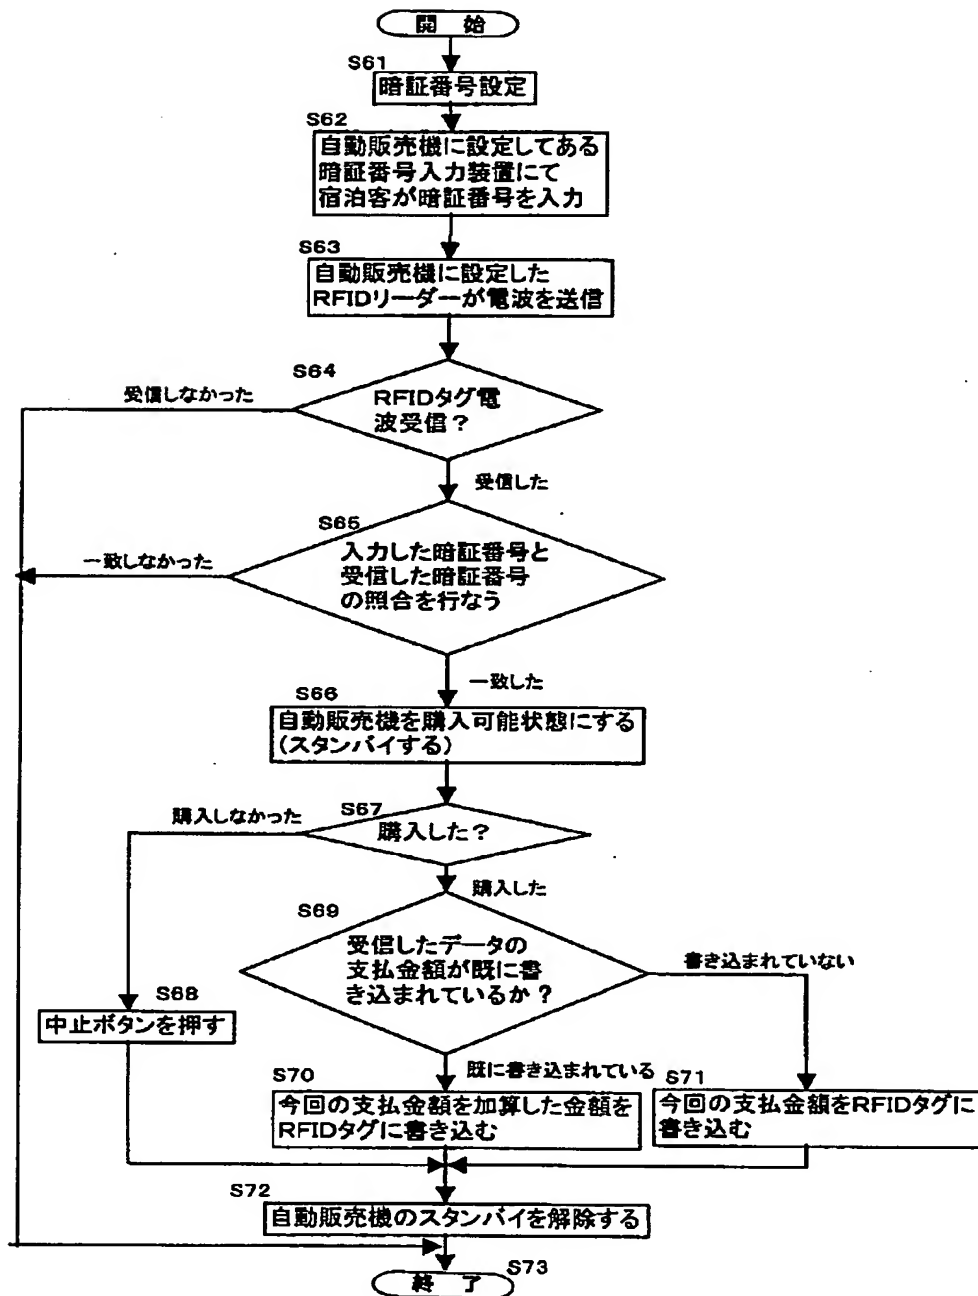 開 始
S61
暗証番号設定
S62
自動販売機に設定してある
暗証番号入力装置にて
宿泊客が暗証番号を入力
S63
自動販売機に設定した
RFIDリーダーが電波を送信
S64
受信しなかった
RFIDタグ電
波受信？
受信した
S65
一致しなかった
入力した暗証番号と
受信した暗証番号
の照合を行なう
一致した
S66
自動販売機を購入可能状態にする
(スタンバイする)
購入しなかった
S67
購入した？
購入した
S69
受信したデータの
支払金額が既に書
き込まれているか？
書き込まれていない
S68
中止ボタンを押す
既に書き込まれている
S70
今回の支払金額を加算した金額を
RFIDタグに書き込む
S71
今回の支払金額をRFIDタグに
書き込む
S72
自動販売機のスタンバイを解除する
S73
終 了